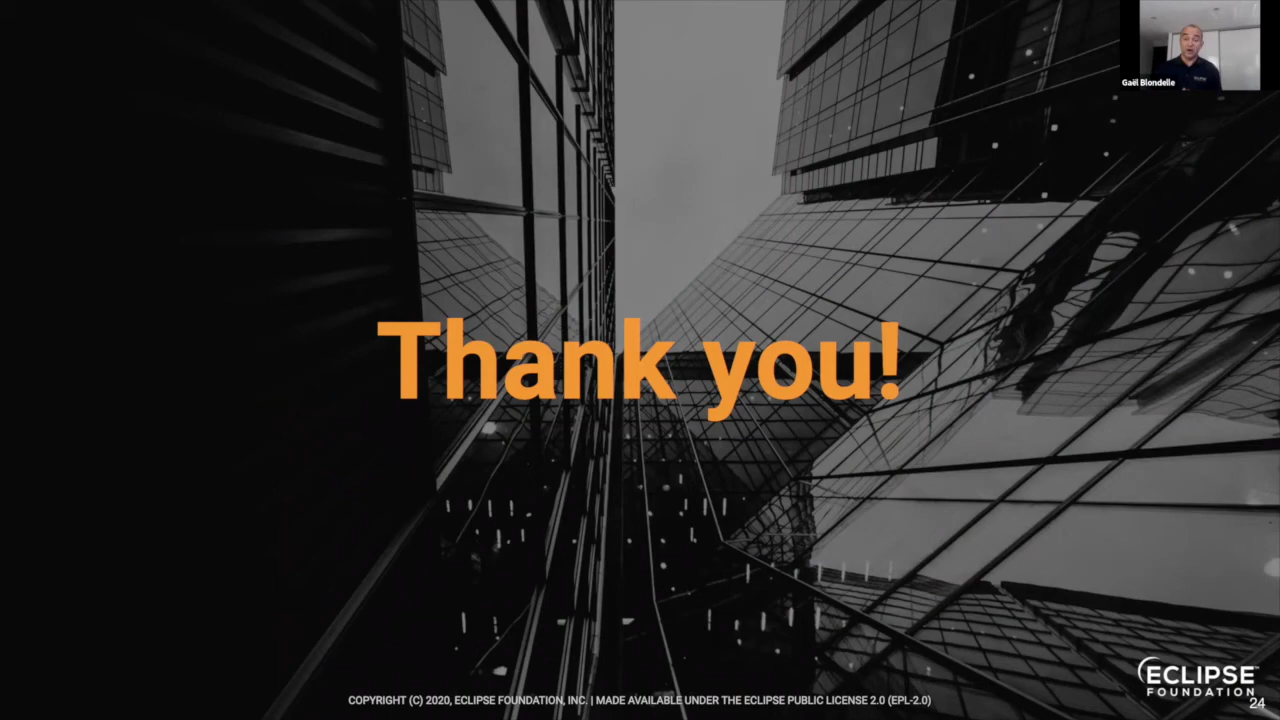 Gaël Blondelle
Thank you!
ECLIPSE
FOUNDATION
COPYRIGHT (C) 2020, ECLIPSE FOUNDATION, INC. | MADE AVAILABLE UNDER THE ECLIPSE PUBLIC LICENSE 2.0 (EPL-2.0)
24